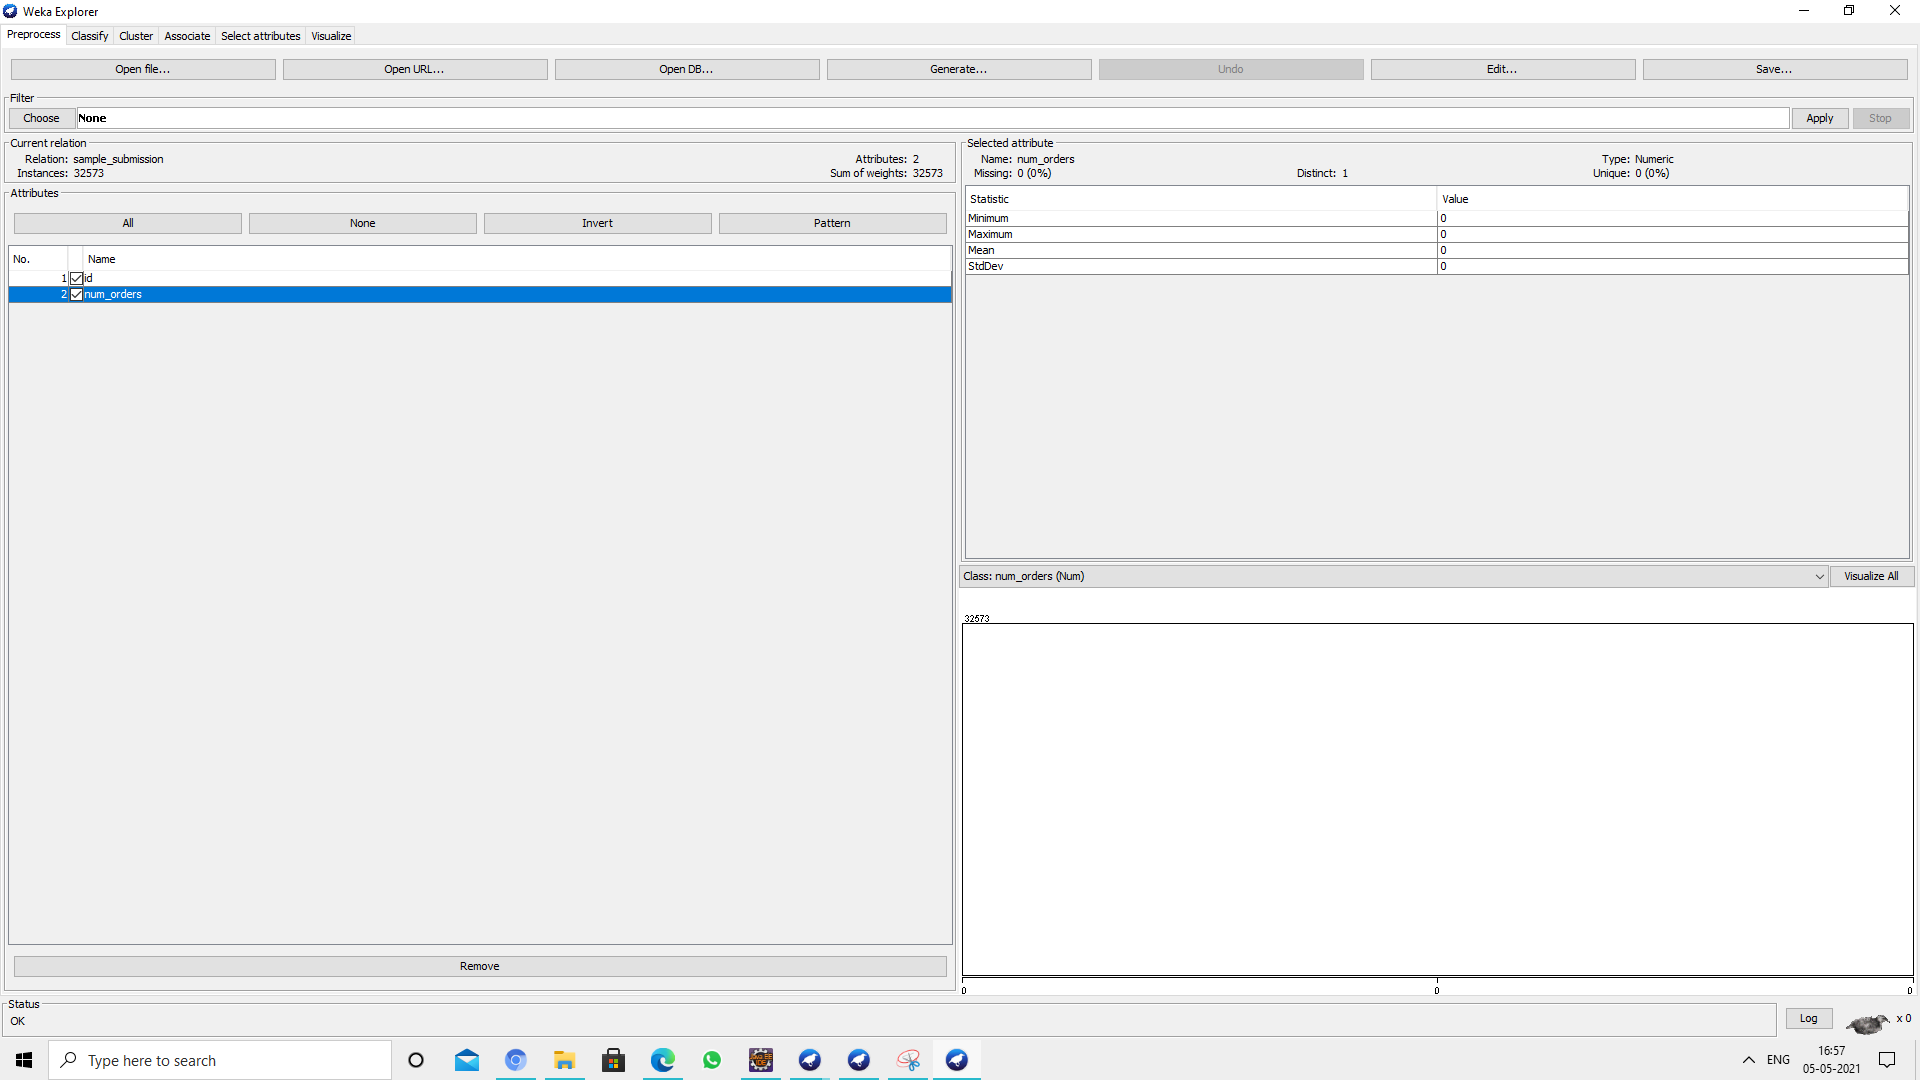 Weka Explorer
Preprocess Classify Cluster Associate Select attributes Visualize
Open file... Open URL... Open DB... Generate... Undo Edit... Save...
Filter
Choose None Apply Stop
Current relation
Relation: sample_submission Attributes: 2
Instances: 32573 Sum of weights: 32573
Attributes
All None Invert Pattern
No. Name
1 id
2 num_orders
Remove
Selected attribute
Name: num_orders Type: Numeric
Missing: 0 (0%) Distinct: 1 Unique: 0 (0%)
Statistic Value
Minimum 0
Maximum 0
Mean 0
StdDev 0
Class: num_orders (Num) Visualize All
32573
0 0 0
Status
OK
Log x 0
Type here to search
ENG
16:57
05-05-2021